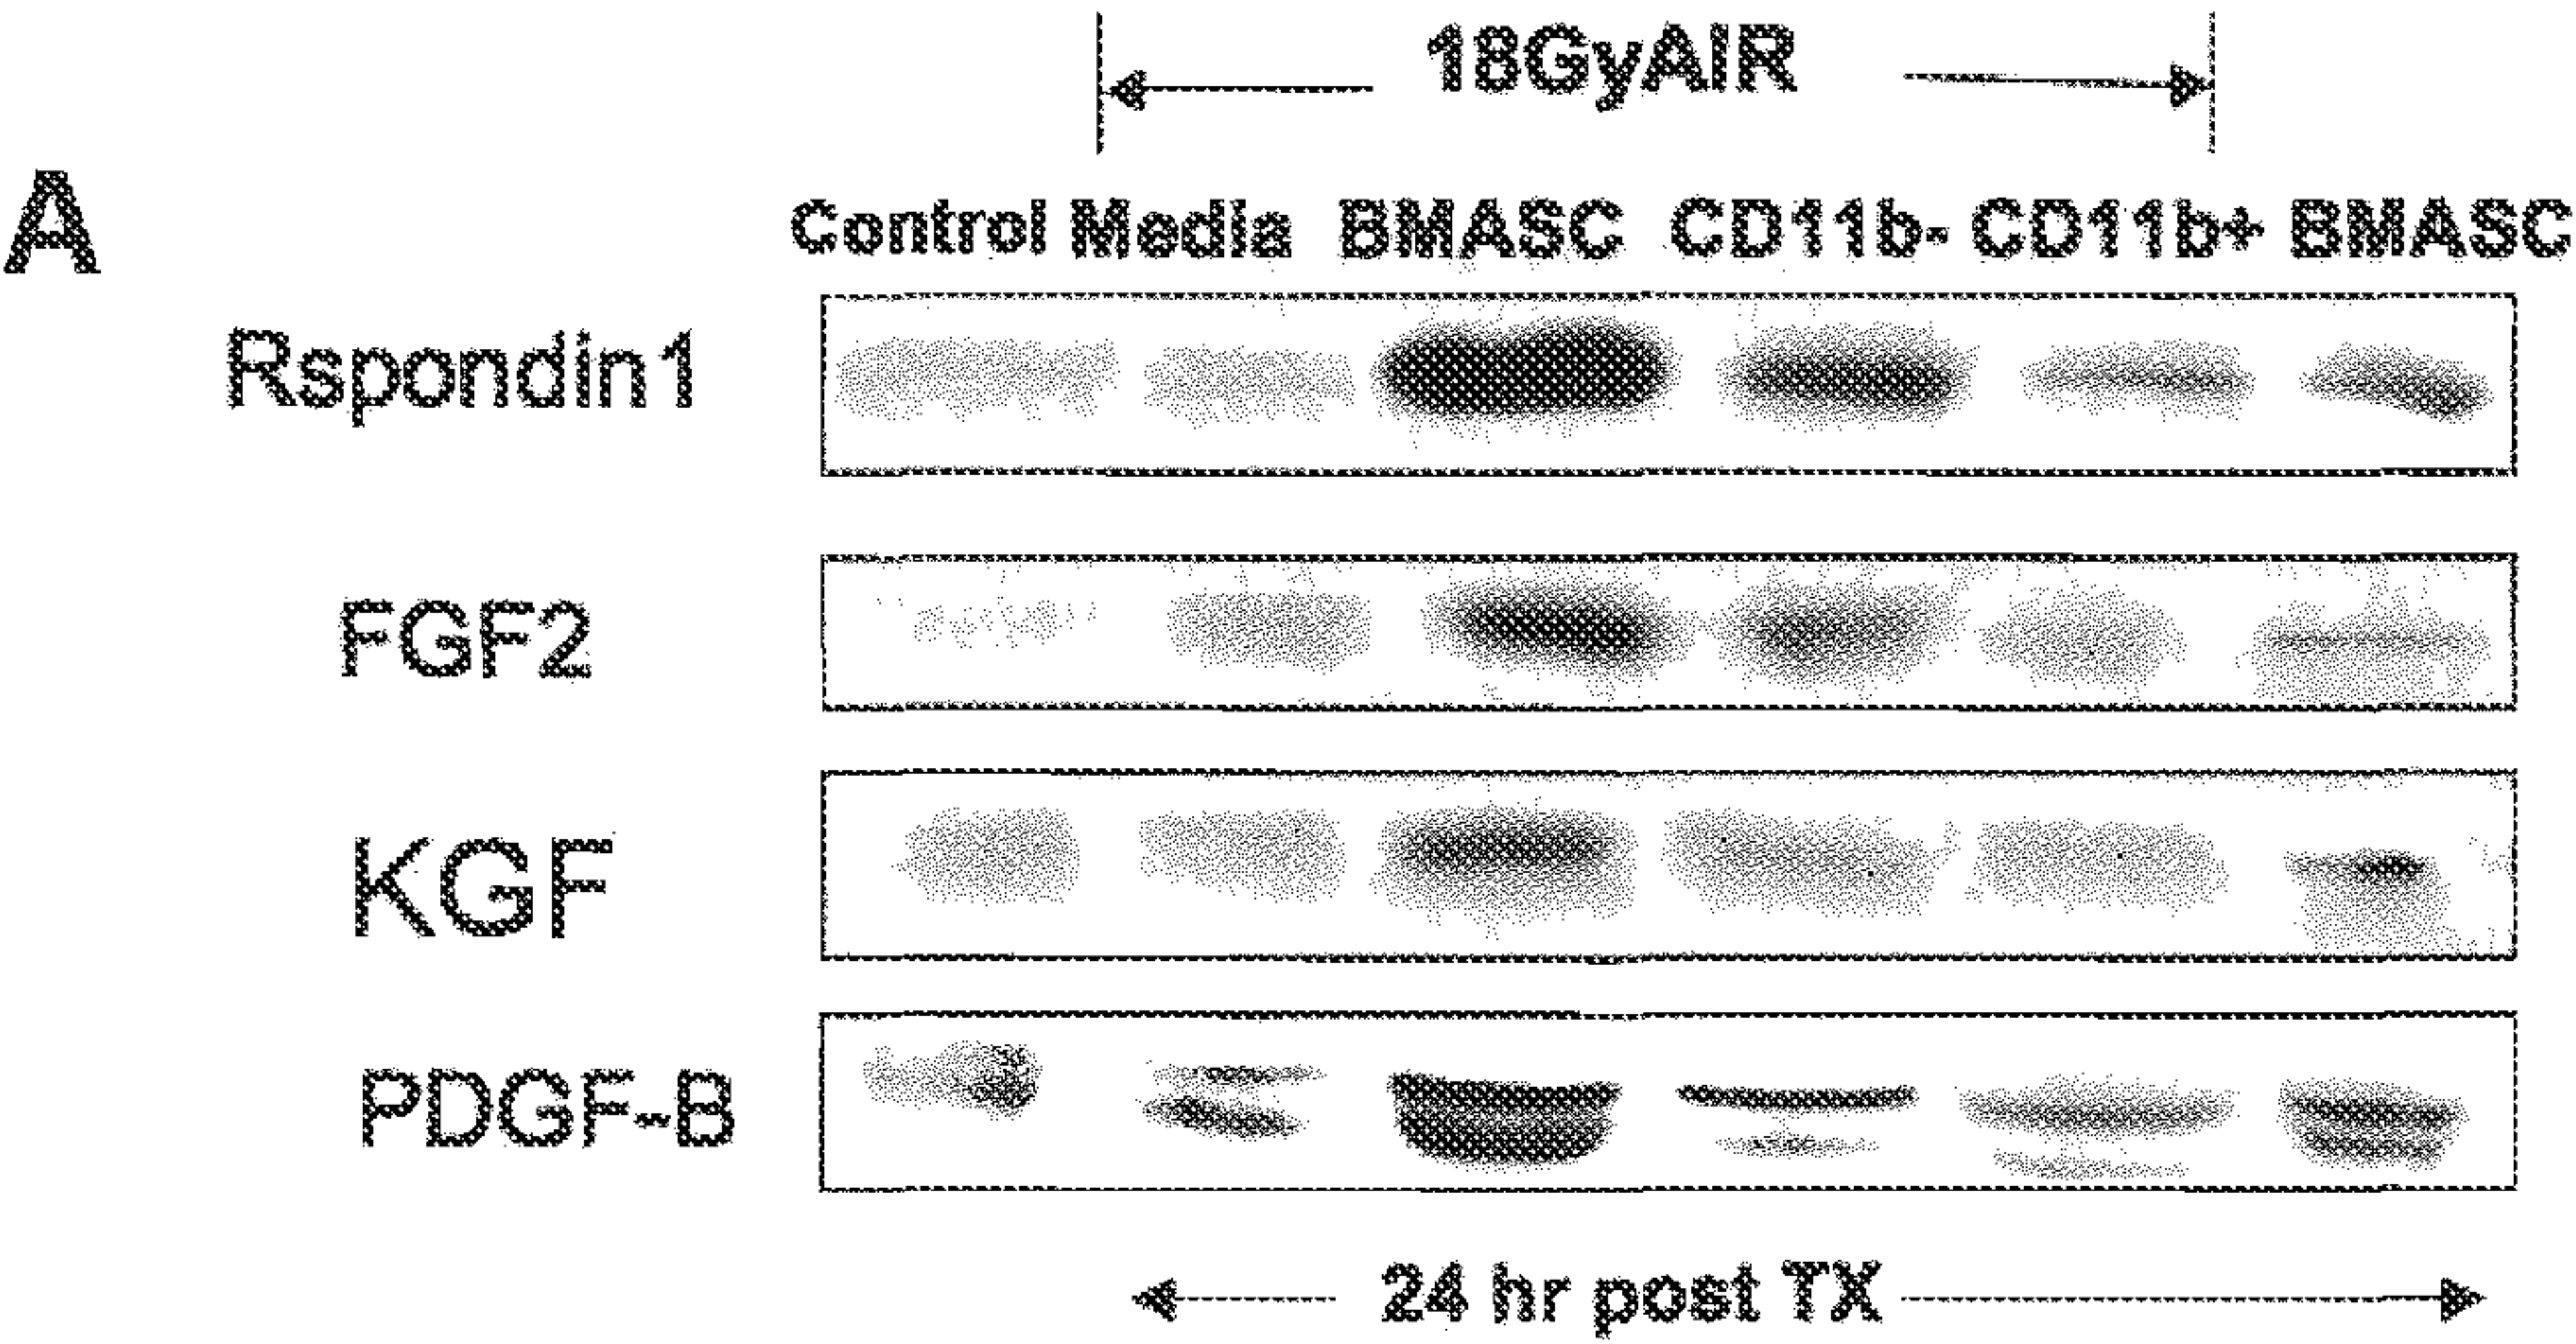 18GyAIR
A
Control Media BMASC CD11b- CD11b+ BMASC
Rspondin1
FGF2
KGF
PDGF-B
24 hr post TX